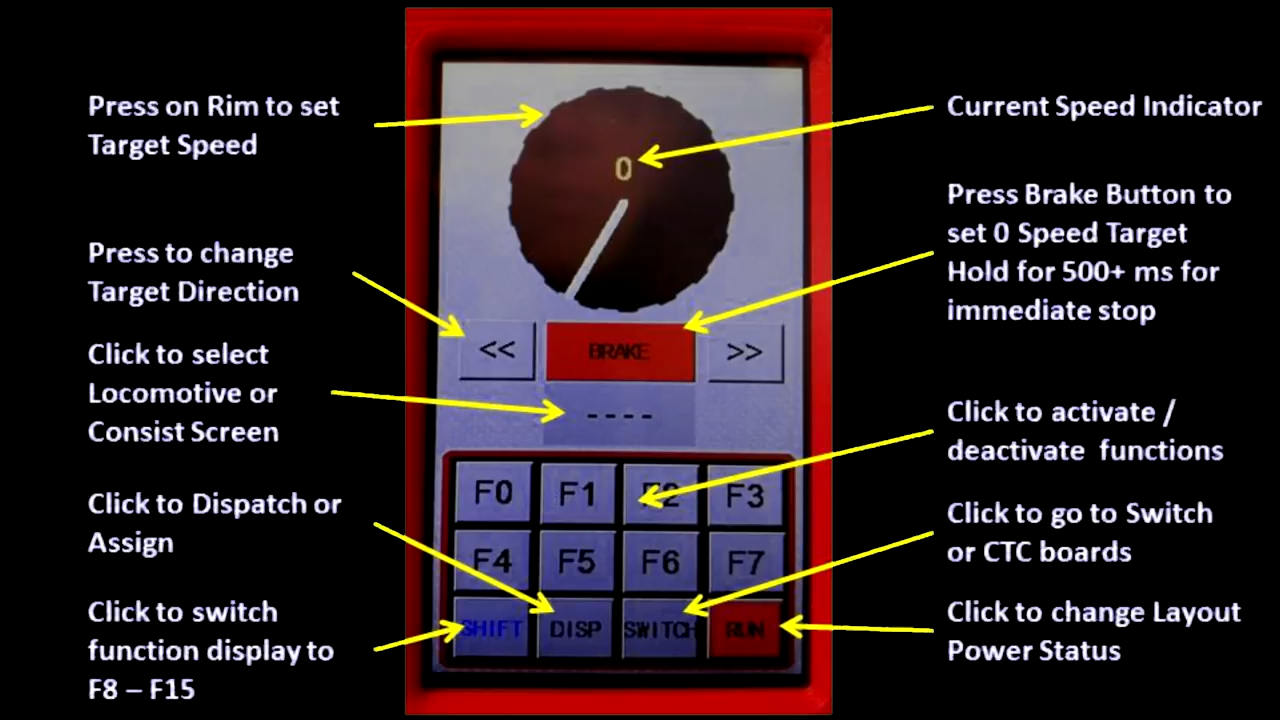 Press on Rim to set
Target Speed
Press to change
Target Direction
Click to select
Locomotive or
Consist Screen
Click to Dispatch or
Assign
Click to switch
function display to
F8 – F15
0
<< BRAKE >>
----
F0 F1 F2 F3
F4 F5 F6 F7
SHIFT DISP SWITCH RUN
Current Speed Indicator
Press Brake Button to
set 0 Speed Target
Hold for 500+ ms for
immediate stop
Click to activate /
deactivate functions
Click to go to Switch
or CTC boards
Click to change Layout
Power Status